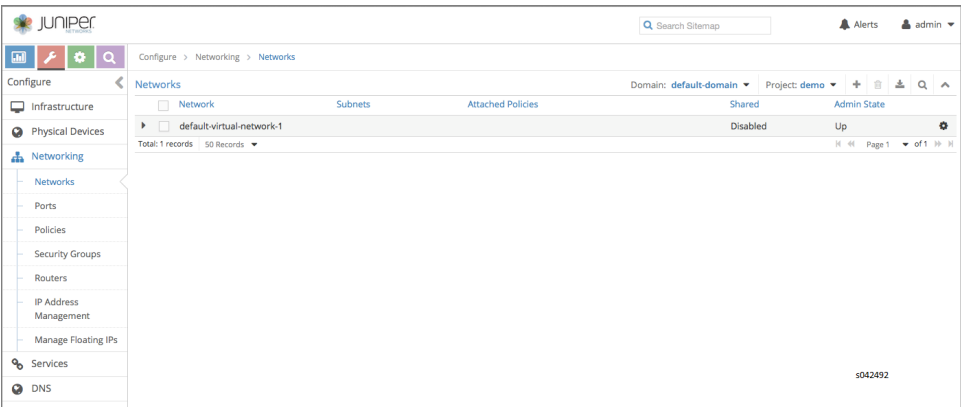 JUNIPER
NETWORKS
Search Sitemap
Alerts
admin
Configure > Networking > Networks
Configure
Networks
Domain: default-domain
Project: demo
Infrastructure
Network Subnets Attached Policies Shared Admin State
default-virtual-network-1 Disabled Up
Physical Devices
Total: 1 records 50 Records
Page 1 of 1
Networking
Networks
Ports
Policies
Security Groups
Routers
IP Address
Management
Manage Floating IPs
Services
DNS
s042492